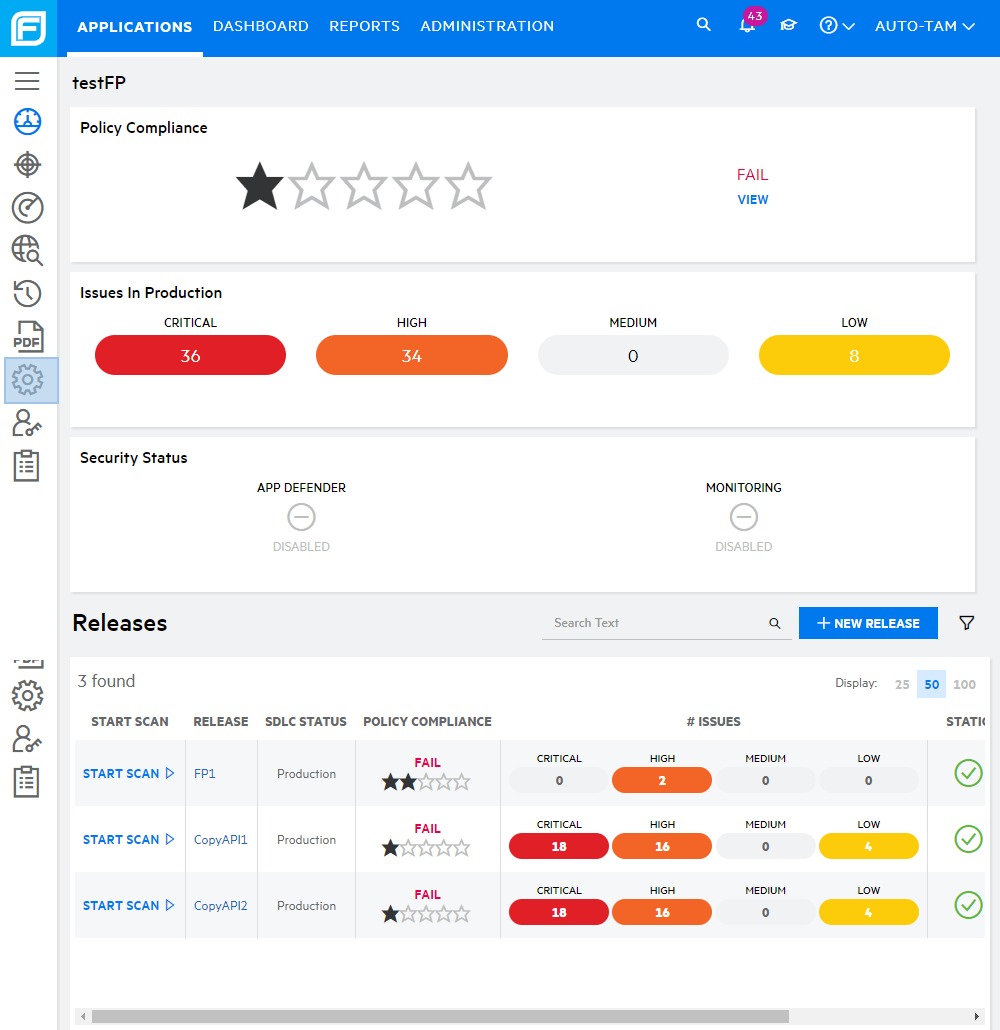 APPLICATIONS DASHBOARD REPORTS ADMINISTRATION 43 AUTO-TAM
testFP
Policy Compliance
FAIL
VIEW
Issues In Production
CRITICAL HIGH MEDIUM LOW
36 34 0 8
PDF
Security Status
APP DEFENDER MONITORING
DISABLED DISABLED
Releases Search Text NEW RELEASE
3 found Display: 25 50 100
START SCAN RELEASE SDLC STATUS POLICY COMPLIANCE # ISSUES STATIC
START SCAN FP1 Production FAIL CRITICAL HIGH MEDIUM LOW
0 2 0 0
START SCAN CopyAPI1 Production FAIL CRITICAL HIGH MEDIUM LOW
18 16 0 4
START SCAN CopyAPI2 Production FAIL CRITICAL HIGH MEDIUM LOW
18 16 0 4